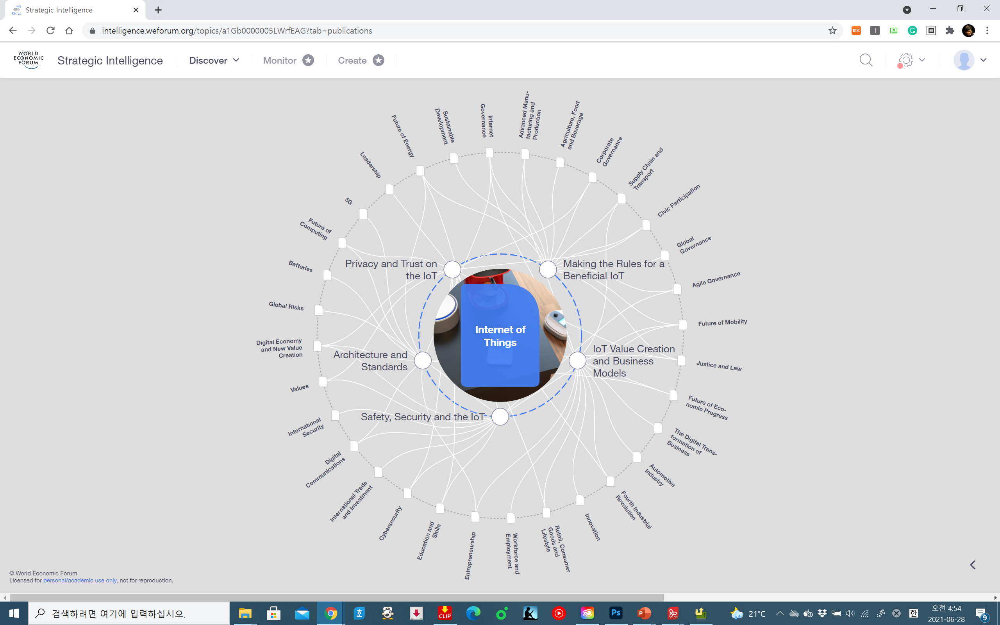 Strategic Intelligence
intelligence.weforum.org/topics/a1Gb0000005LWrfEAG?tab=publications
EX
WORLD
ECONOMIC
FORUM
Strategic Intelligence
Discover
Monitor
Create
Internet
Governance
Advanced Manu-
facturing and
Production
Agriculture, Food
and Beverage
Corporate
Governance
Supply Chain and
Transport
Civic Participation
Global
Governance
Agile Governance
Future of Mobility
Justice and Law
Future of Eco-
nomic Progress
The Digital Trans-
formation of
Business
Automotive
Industry
Fourth Industrial
Revolution
Innovation
Retail, Consumer
Goods and
Lifestyle
Workforce and
Employment
Entrepreneurship
Education and
Skills
Cybersecurity
International Trade
and Investment
Digital
Communications
International
Security
Values
Digital Economy
and New Value
Creation
Global Risks
Batteries
Future of
Computing
5G
Leadership
Future of Energy
Sustainable
Development
Privacy and Trust on
the IoT
Making the Rules for a
Beneficial IoT
Internet of
Things
Architecture and
Standards
IoT Value Creation
and Business
Models
Safety, Security and the IoT
© World Economic Forum
Licensed for personal/academic use only, not for reproduction.
검색하려면 여기에 입력하십시오.
CLIP
Ps
P
21°C
한
오전 4:54
2021-06-28
9